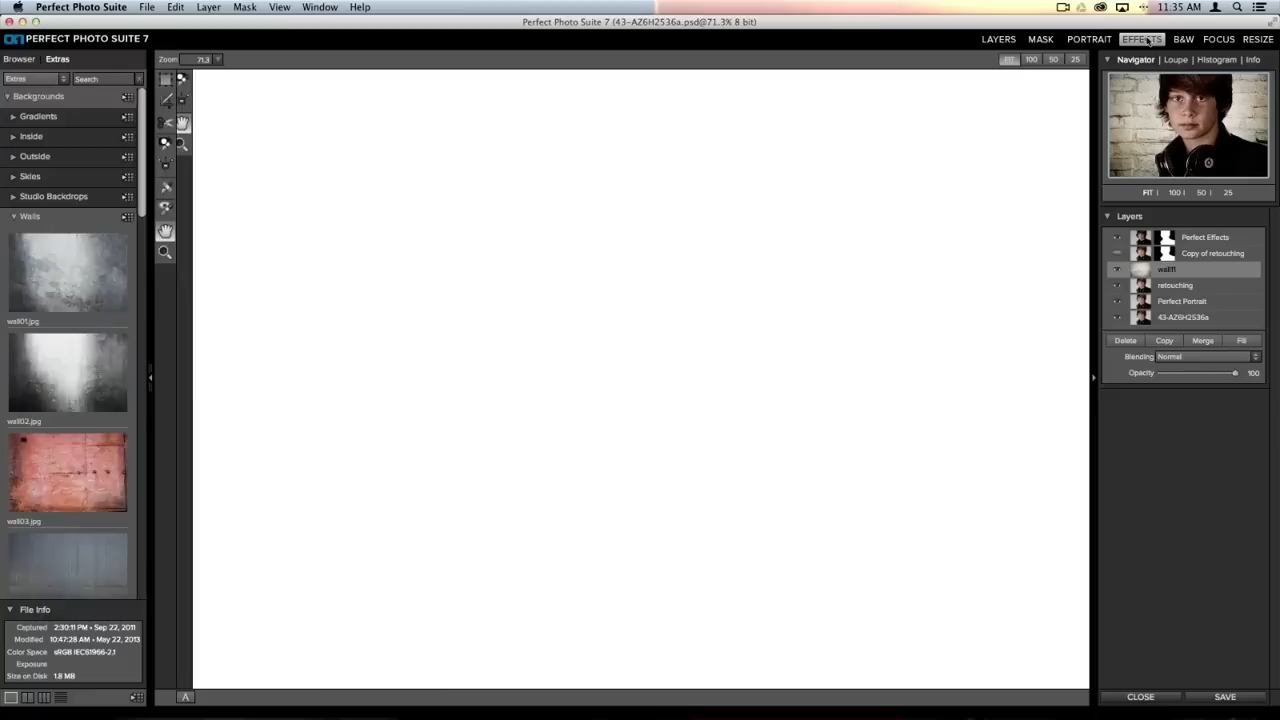 Perfect Photo Suite File Edit Layer Mask View Window Help 11:35 AM
Perfect Photo Suite 7 (43-AZ6H2536a.psd@71.3% 8 bit)
on PERFECT PHOTO SUITE 7 LAYERS MASK PORTRAIT EFFECTS B&W FOCUS RESIZE
Browser Extras Zoom 71.3 FIT 100 50 25 Navigator | Loupe | Histogram | Info
Extras Search
Backgrounds
Gradients
Inside
Outside
Skies
Studio Backdrops
Walls
wall01.jpg
wall02.jpg
wall03.jpg
File Info
Captured 2:30:11 PM • Sep 22, 2011
Modified 10:47:28 AM • May 22, 2013
Color Space sRGB IEC61966-2.1
Exposure
Size on Disk 1.8 MB
A
FIT | 100 | 50 | 25
Layers
Perfect Effects
Copy of retouching
wall11
retouching
Perfect Portrait
43-AZ6H2536a
Delete Copy Merge Fill
Blending Normal
Opacity 100
CLOSE SAVE